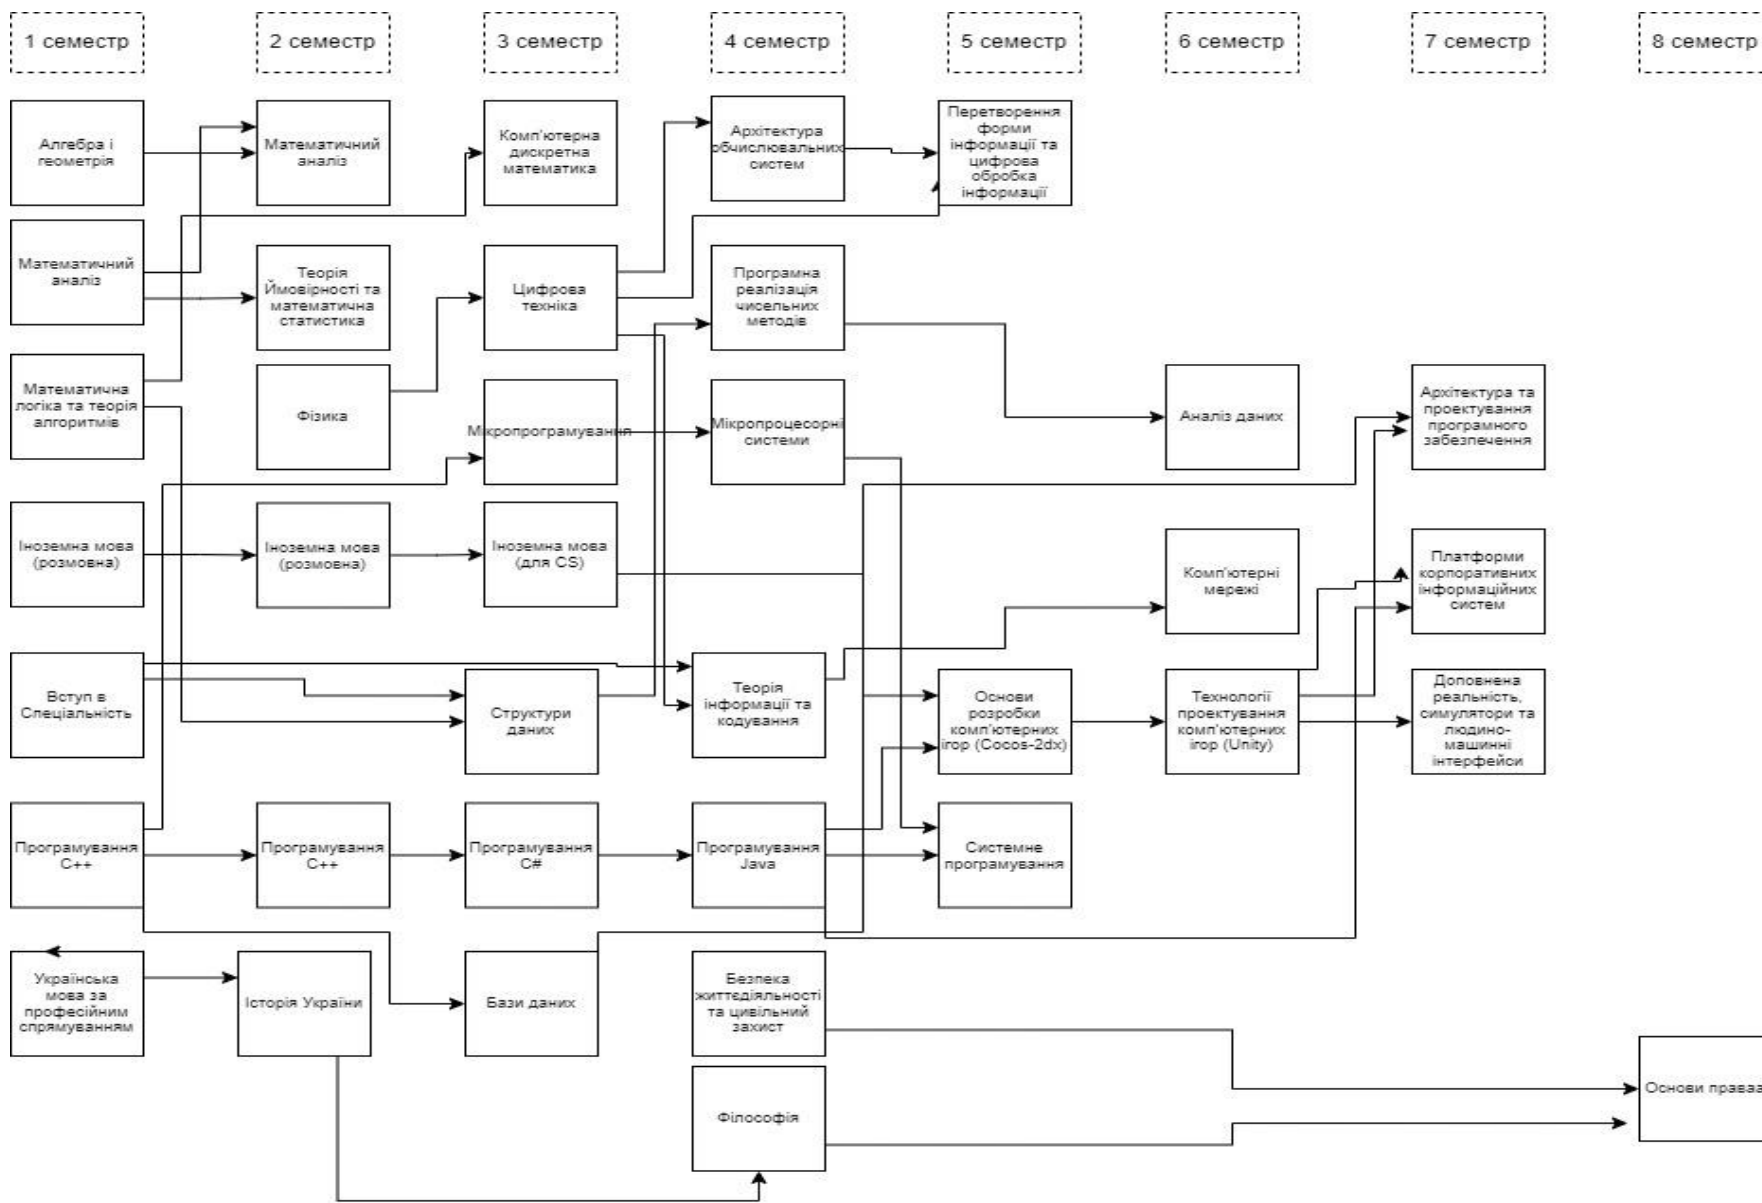 1 семестр
2 семестр
3 семестр
4 семестр
5 семестр
6 семестр
7 семестр
8 семестр
Алгебра і
геометрія
Математичний
аналіз
Комп'ютерна
дискретна
математика
Архітектура
обчислювальних
систем
Перетворення
форми
інформації та
цифрова
обробка
інформації
Математичний
аналіз
Теорія
Ймовірності та
математична
статистика
Цифрова
техніка
Програмна
реалізація
чисельних
методів
Математична
логіка та теорія
алгоритмів
Фізика
Мікропрограмування
Мікропроцесорні
системи
Аналіз даних
Архітектура та
проектування
програмного
забезпечення
Іноземна мова
(розмовна)
Іноземна мова
(розмовна)
Іноземна мова
(для CS)
Комп'ютерні
мережі
Платформи
корпоративних
інформаційних
систем
Вступ в
Спеціальність
Структури
даних
Теорія
інформації та
кодування
Основи
розробки
комп'ютерних
ігор (Cocos-2dx)
Технології
проектування
комп'ютерних
ігор (Unity)
Доповнена
реальність,
симулятори та
людино-
машинні
інтерфейси
Програмування
C++
Програмування
C++
Програмування
C#
Програмування
Java
Системне
програмування
Українська
мова за
професійним
спрямуванням
Історія України
Бази даних
Безпека
життєдіяльності
та цивільний
захист
Філософія
Основи праваа